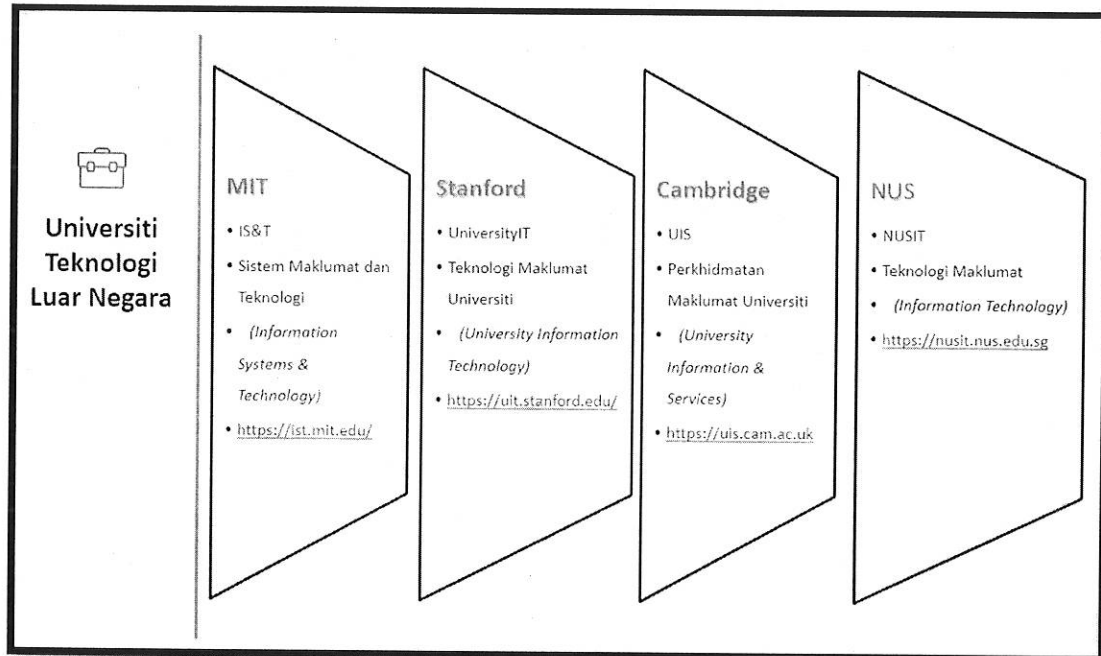 Universiti
Teknologi
Luar Negara
MIT
• IS&T
• Sistem Maklumat dan
Teknologi
• (Information
Systems &
Technology)
• https://ist.mit.edu/
Stanford
• UniversityIT
• Teknologi Maklumat
Universiti
• (University Information
Technology)
• https://uit.stanford.edu/
Cambridge
• UIS
• Perkhidmatan
Maklumat Universiti
• (University
Information &
Services)
• https://uis.cam.ac.uk
NUS
• NUSIT
• Teknologi Maklumat
• (Information Technology)
• https://nusit.nus.edu.sg